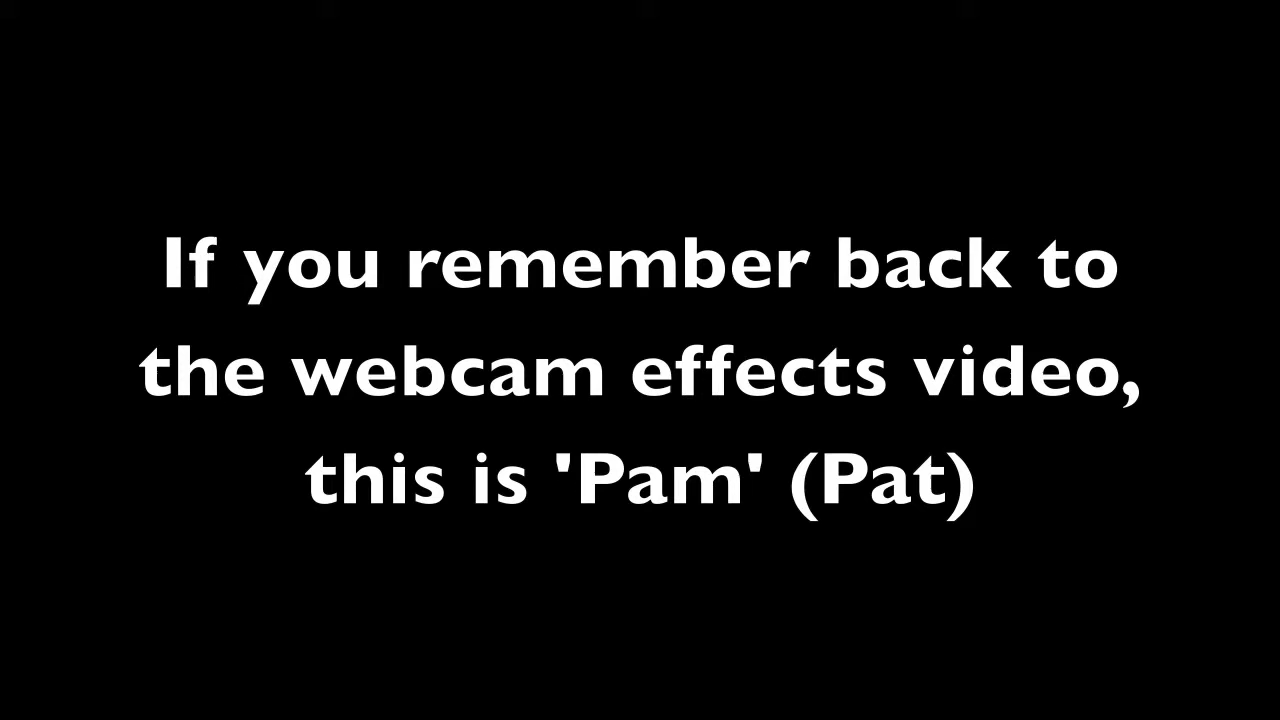 If you remember back to
the webcam effects video,
this is 'Pam' (Pat)